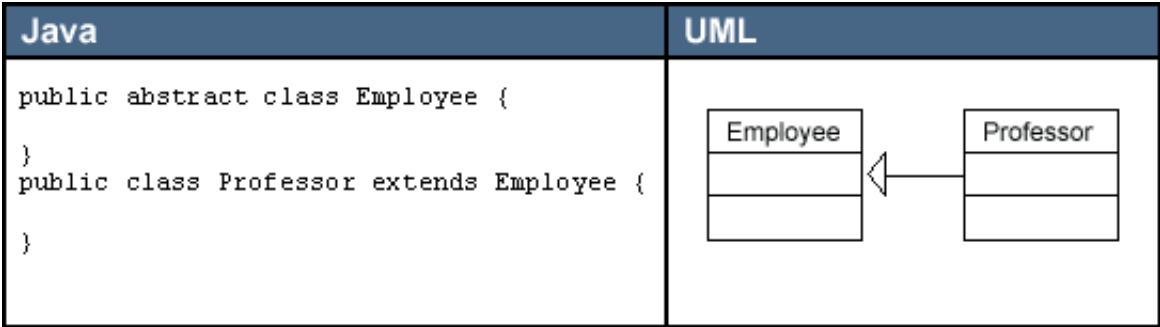 Java
UML
public abstract class Employee {
}
public class Professor extends Employee {
}
Employee
Professor